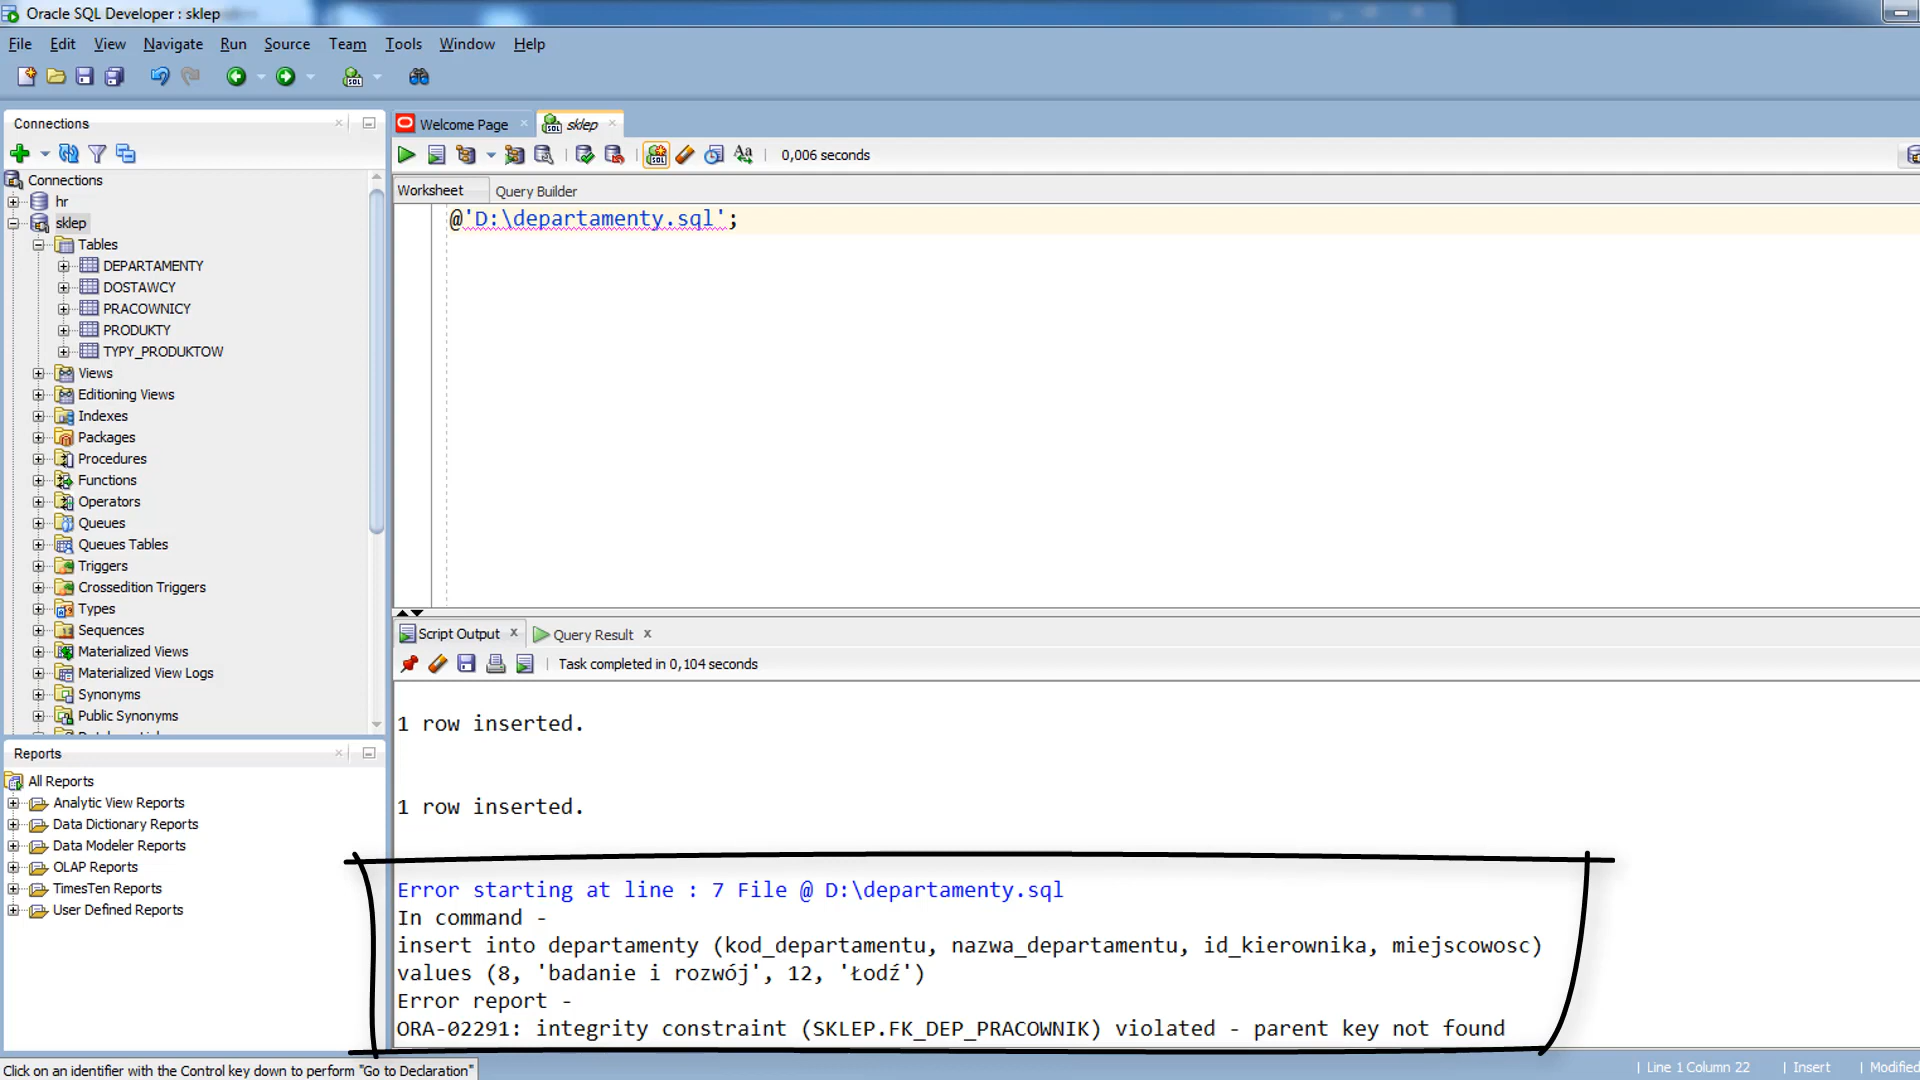 Oracle SQL Developer : sklep
File Edit View Navigate Run Source Team Tools Window Help
Connections
Connections
hr
sklep
Tables
DEPARTAMENTY
DOSTAWCY
PRACOWNICY
PRODUKTY
TYPY_PRODUKTOW
Views
Editioning Views
Indexes
Packages
Procedures
Functions
Operators
Queues
Queues Tables
Triggers
Crossedition Triggers
Types
Sequences
Materialized Views
Materialized View Logs
Synonyms
Public Synonyms
Reports
All Reports
Analytic View Reports
Data Dictionary Reports
Data Modeler Reports
OLAP Reports
TimesTen Reports
User Defined Reports
Welcome Page sklep
0,006 seconds
Worksheet Query Builder
@'D:\departamenty.sql';
Script Output Query Result
Task completed in 0,104 seconds
1 row inserted.
1 row inserted.
Error starting at line : 7 File @ D:\departamenty.sql
In command -
insert into departamenty (kod_departamentu, nazwa_departamentu, id_kierownika, miejscowosc)
values (8, 'badanie i rozwój', 12, 'Łodź')
Error report -
ORA-02291: integrity constraint (SKLEP.FK_DEP_PRACOWNIK) violated - parent key not found
Click on an identifier with the Control key down to perform "Go to Declaration"
Line 1 Column 22 Insert Modified